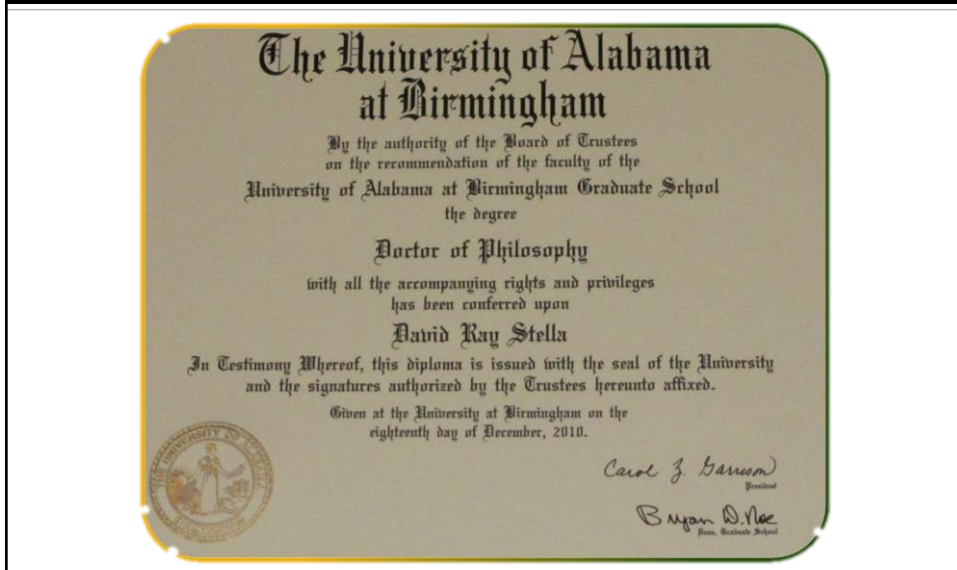 The University of Alabama
at Birmingham
By the authority of the Board of Trustees
on the recommendation of the faculty of the
University of Alabama at Birmingham Graduate School
the degree
Doctor of Philosophy
with all the accompanying rights and privileges
has been conferred upon
David Ray Stella
In Testimony Whereof, this diploma is issued with the seal of the University
and the signatures authorized by the Trustees hereunto affixed.
Given at the University at Birmingham on the
eighteenth day of December, 2010.
THE UNIVERSITY OF ALABAMA
Carol Z Garrison
President
Bryan D. Noe
Dean, Graduate School